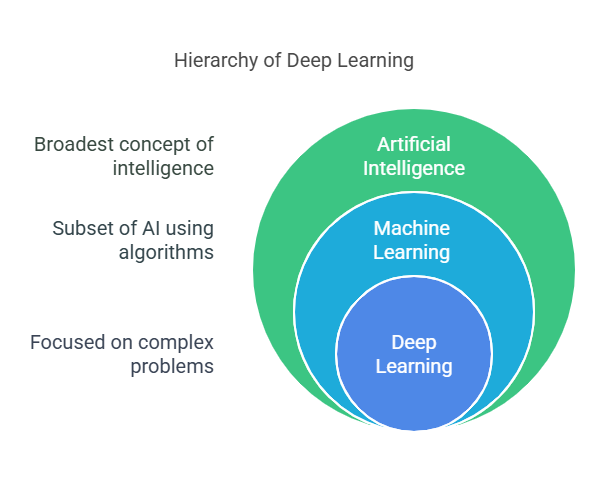 Hierarchy of Deep Learning
Broadest concept of
intelligence
Artificial
Intelligence
Subset of AI using
algorithms
Machine
Learning
Focused on complex
problems
Deep
Learning